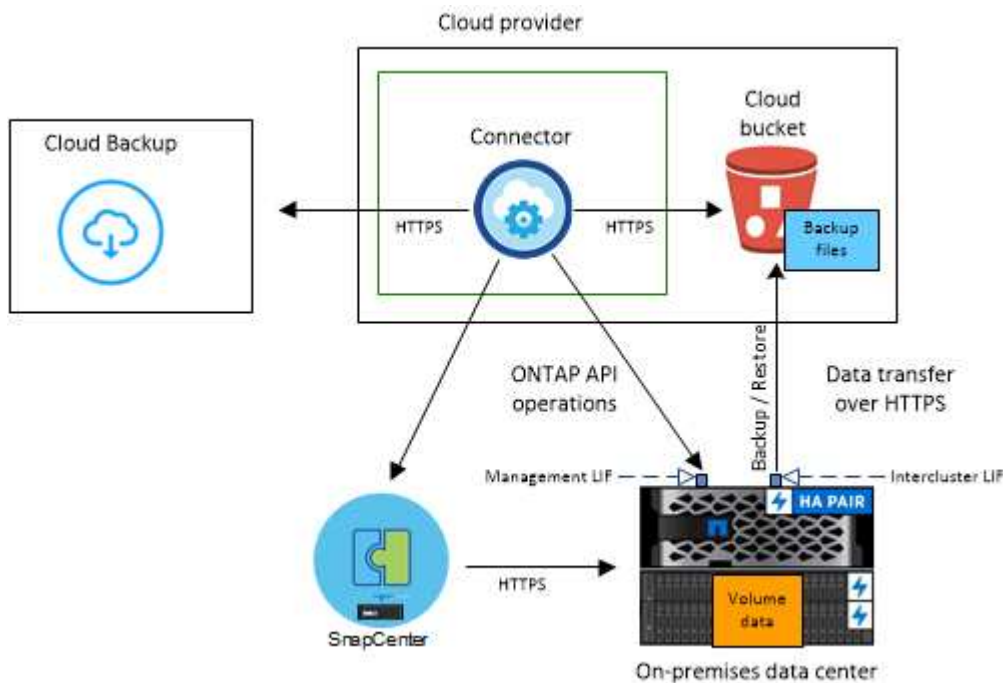 Cloud provider
Cloud Backup
Connector
Cloud
bucket
HTTPS
HTTPS
Backup
files
ONTAP API
operations
Backup / Restore
Data transfer
over HTTPS
Management LIF
Intercluster LIF
HA PAIR
HTTPS
Volume
data
SnapCenter
On-premises data center